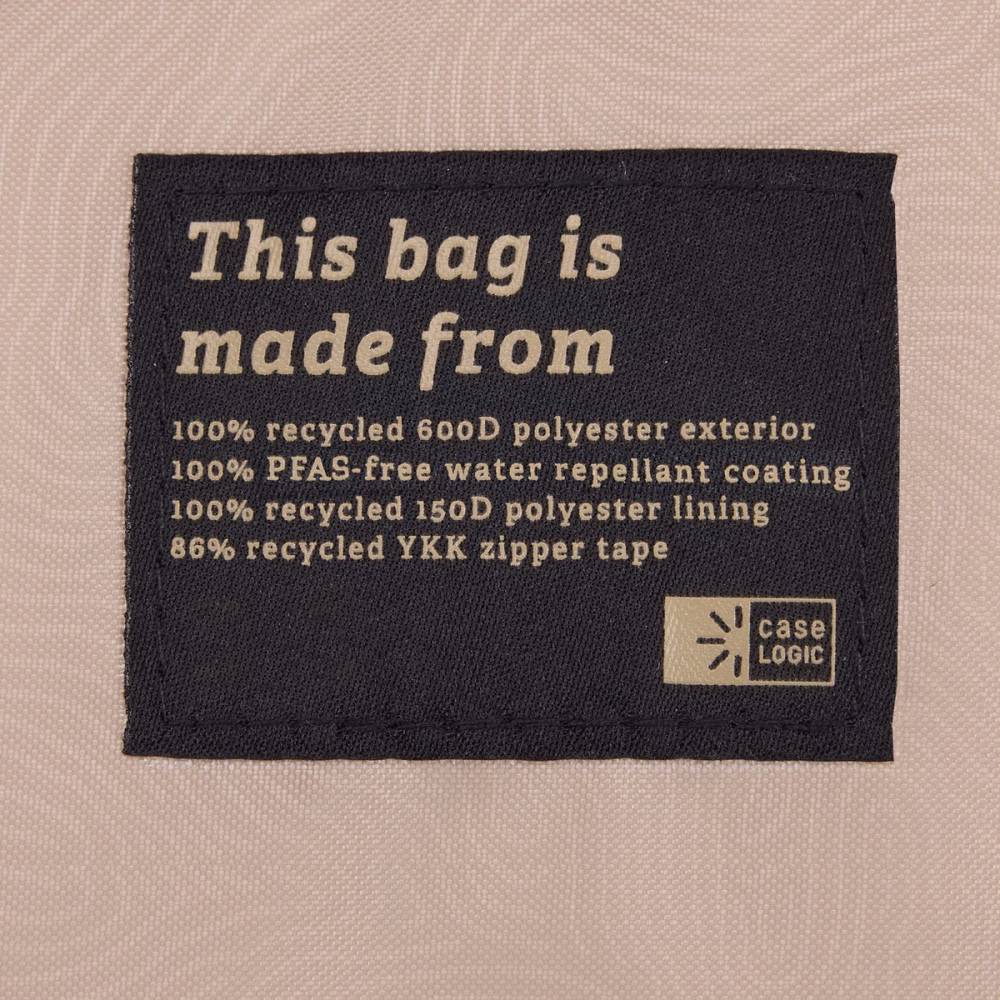 This bag is
made from
100% recycled 600D polyester exterior
100% PFAS-free water repellant coating
100% recycled 150D polyester lining
86% recycled YKK zipper tape
case
LOGIC